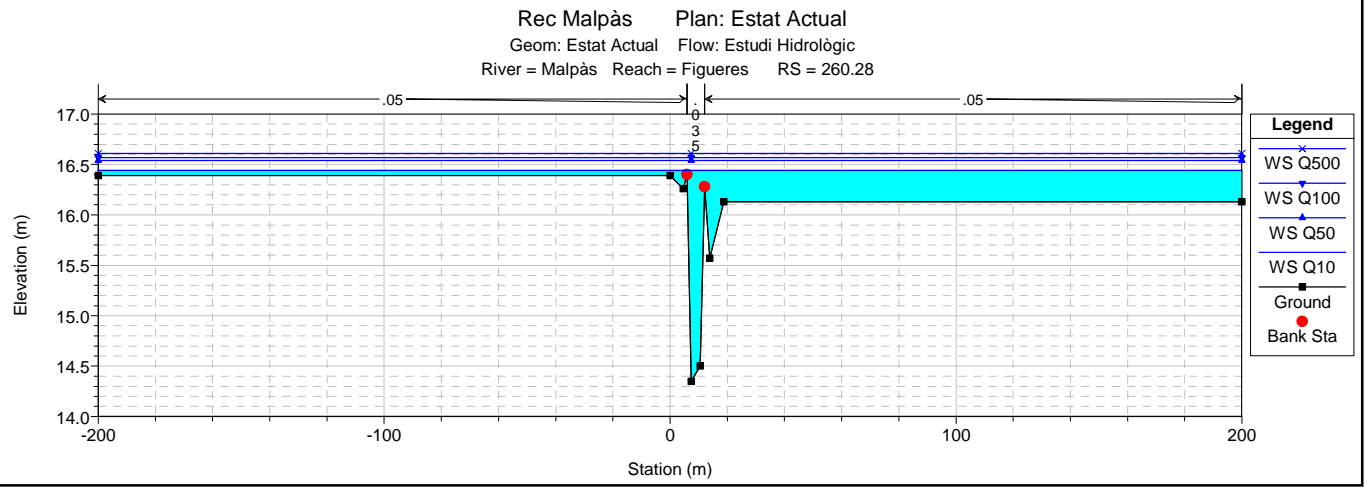 Rec Malpàs Plan: Estat Actual
Geom: Estat Actual Flow: Estudi Hidrològic
River = Malpàs Reach = Figueres RS = 260.28
.05
.
0
3
5
.05
17.0
16.5
16.0
15.5
15.0
14.5
14.0
Elevation (m)
-200
-100
0
100
200
Station (m)
Legend
WS Q500
WS Q100
WS Q50
WS Q10
Ground
Bank Sta